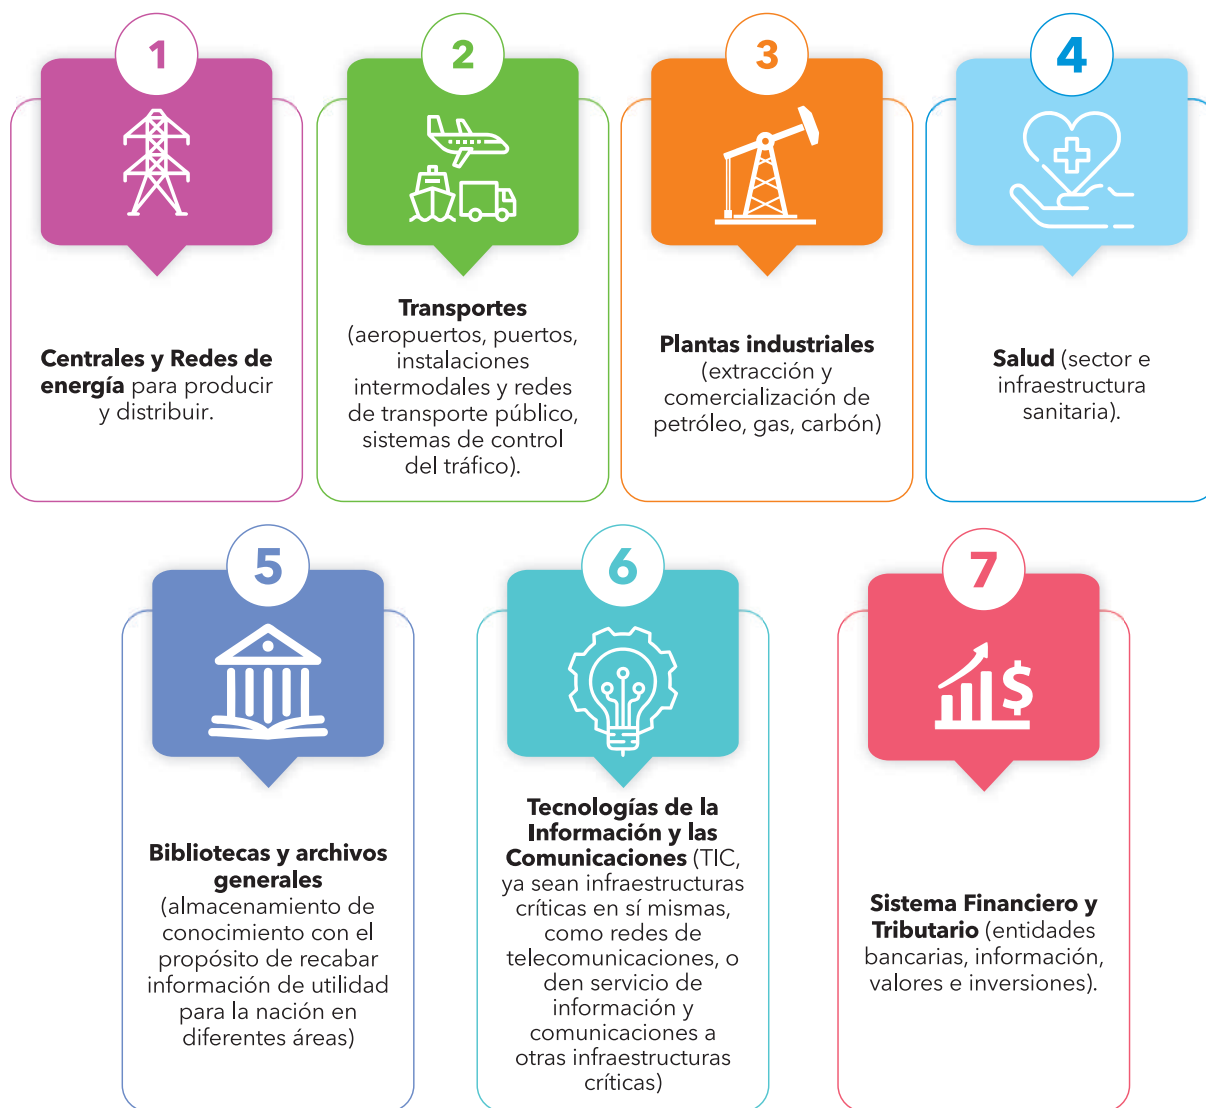 1
Centrales y Redes de
energía para producir
y distribuir.
2
Transportes
(aeropuertos, puertos,
instalaciones
intermodales y redes
de transporte público,
sistemas de control
del tráfico).
3
Plantas industriales
(extracción y
comercialización de
petróleo, gas, carbón)
4
Salud (sector e
infraestructura
sanitaria).
5
Bibliotecas y archivos
generales
(almacenamiento de
conocimiento con el
propósito de recabar
información de utilidad
para la nación en
diferentes áreas)
6
Tecnologías de la
Información y las
Comunicaciones (TIC,
ya sean infraestructuras
críticas en sí mismas,
como redes de
telecomunicaciones, o
den servicio de
información y
comunicaciones a
otras infraestructuras
críticas)
7
$
Sistema Financiero y
Tributario (entidades
bancarias, información,
valores e inversiones).